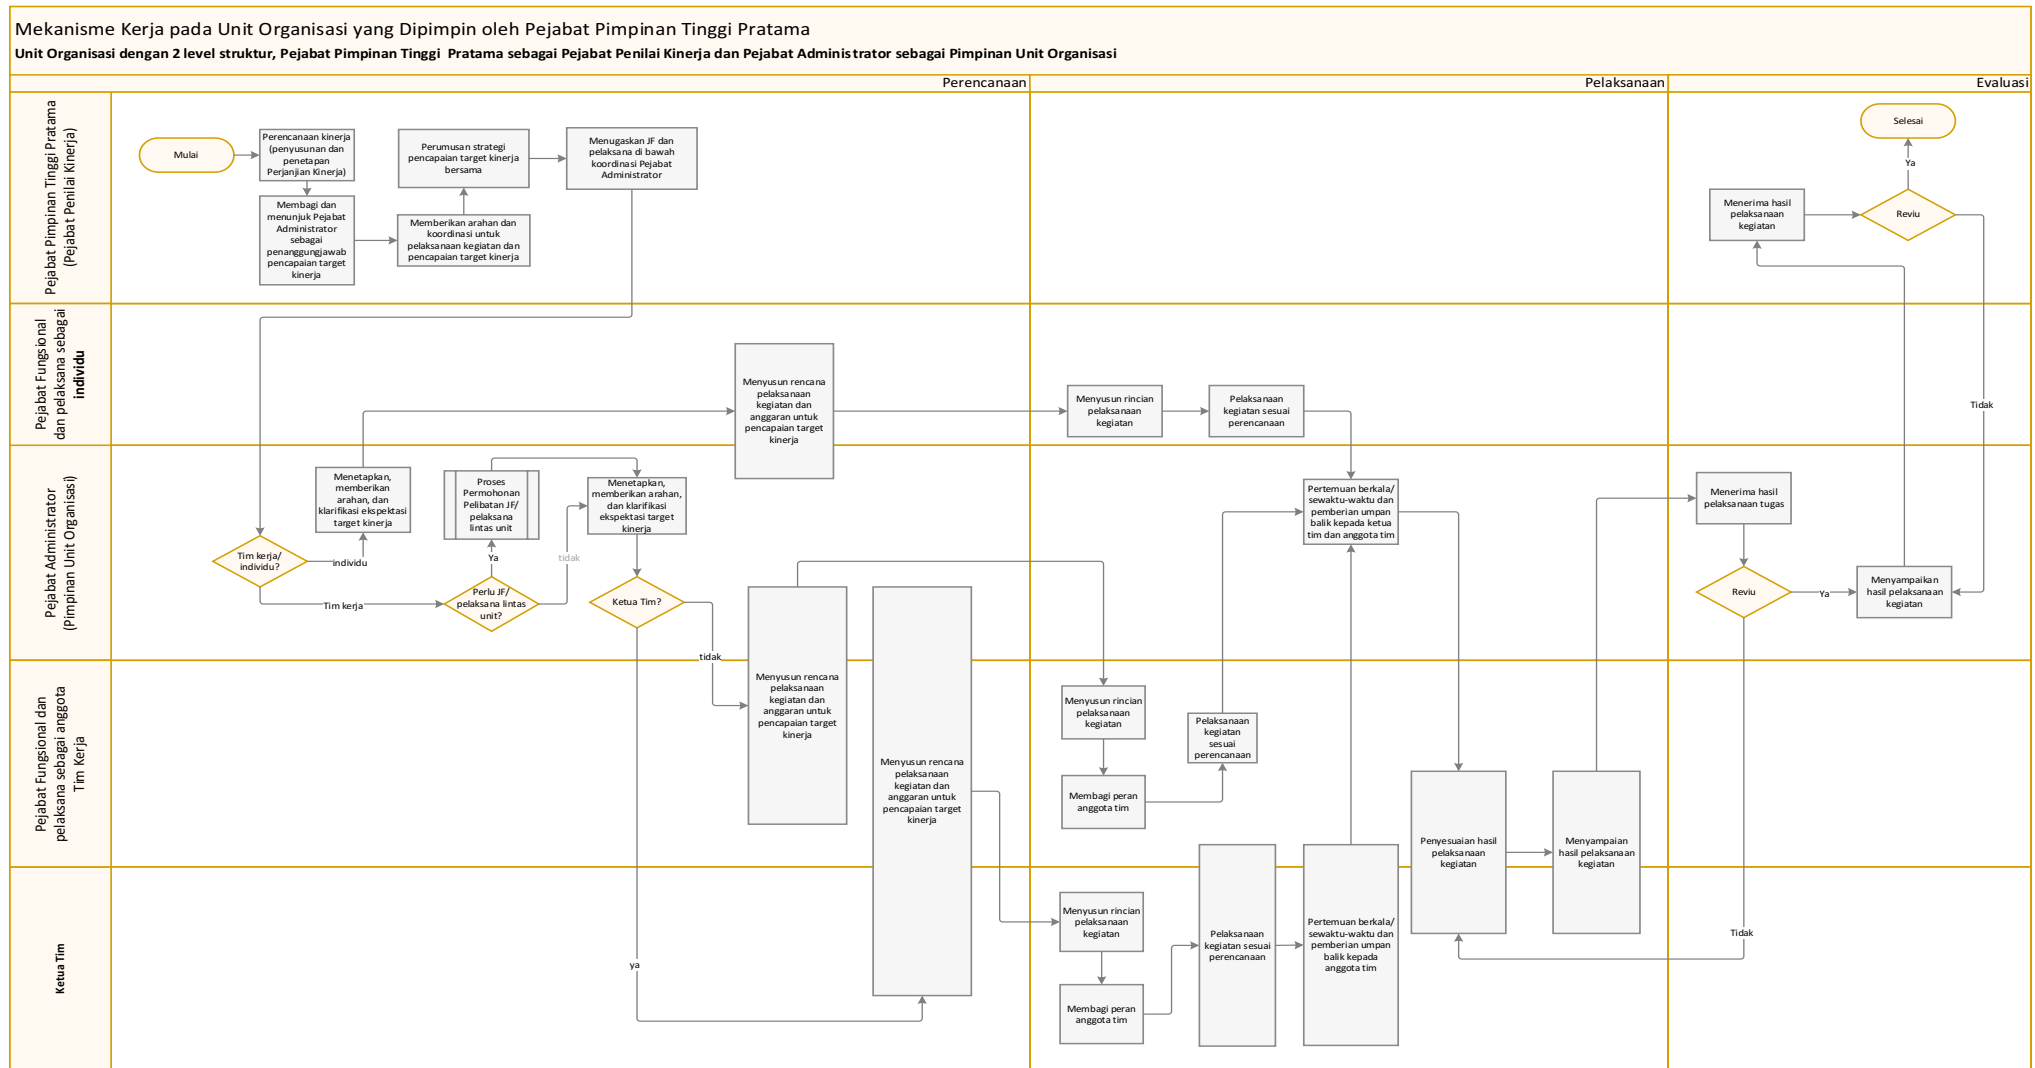 Mekanisme Kerja pada Unit Organisasi yang Dipimpin oleh Pejabat Pimpinan Tinggi Pratama
Unit Organisasi dengan 2 level struktur, Pejabat Pimpinan Tinggi Pratama sebagai Pejabat Penilai Kinerja dan Pejabat Administrator sebagai Pimpinan Unit Organisasi
Perencanaan
Pelaksanaan
Evaluasi
Pejabat Pimpinan Tinggi Pratama
(Pejabat Penilai Kinerja)
Mulai
Perencanaan kinerja
(penyusunan dan
penetapan
Perjanjian Kinerja)
Membagi dan
menunjuk Pejabat
Administrator
sebagai
penanggungjawab
pencapaian target
kinerja
Perumusan strategi
pencapaian target kinerja
bersama
Memberikan arahan dan
koordinasi untuk
pelaksanaan kegiatan dan
pencapaian target kinerja
Menugaskan JF dan
pelaksana di bawah
koordinasi Pejabat
Administrator
Selesai
Ya
Menerima hasil
pelaksanaan
kegiatan
Reviu
Tidak
Pejabat Fungsional
dan pelaksana sebagai
individu
Menyusun rencana
pelaksanaan
kegiatan dan
anggaran untuk
pencapaian target
kinerja
Menyusun rincian
pelaksanaan
kegiatan
Pelaksanaan
kegiatan sesuai
perencanaan
Pejabat Administrator
(Pimpinan Unit Organisasi)
Tim kerja/
individu?
individu
Tim kerja
Menetapkan,
memberikan
arahan, dan
klarifikasi ekspektasi
target kinerja
Proses
Permohonan
Pelibatan JF/
pelaksana
lintas unit
Ya
tidak
Perlu JF/
pelaksana lintas
unit?
Menetapkan,
memberikan arahan,
dan klarifikasi
ekspektasi target
kinerja
Ketua Tim?
tidak
ya
Pertemuan berkala/
sewaktu-waktu dan
pemberian umpan
balik kepada ketua
tim dan anggota tim
Menerima hasil
pelaksanaan tugas
Reviu
Ya
Menyampaikan
hasil pelaksanaan
kegiatan
Tidak
Pejabat Fungsional dan
pelaksana sebagai anggota
Tim Kerja
Menyusun rencana
pelaksanaan
kegiatan dan
anggaran untuk
pencapaian target
kinerja
Menyusun rencana
pelaksanaan
kegiatan dan
anggaran untuk
pencapaian target
kinerja
Menyusun rincian
pelaksanaan
kegiatan
Membagi peran
anggota tim
Pelaksanaan
kegiatan
sesuai
perencanaan
Penyesuaian hasil
pelaksanaan
kegiatan
Menyampaian
hasil pelaksanaan
kegiatan
Ketua Tim
Menyusun rincian
pelaksanaan
kegiatan
Membagi peran
anggota tim
Pelaksanaan
kegiatan sesuai
perencanaan
Pertemuan berkala/
sewaktu-waktu dan
pemberian umpan
balik kepada
anggota tim